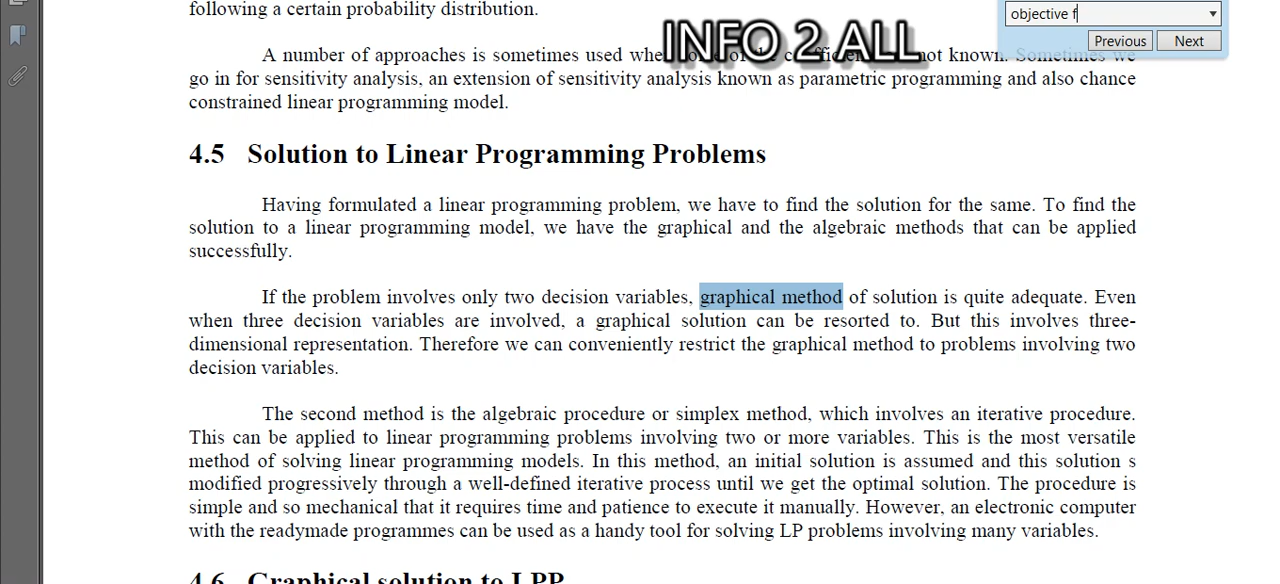 following a certain probability distribution.
objective f
Previous Next
INFO 2 ALL
A number of approaches is sometimes used not known. Sometimes we
go in for sensitivity analysis, an extension of sensitivity analysis known as parametric programming and also chance
constrained linear programming model.
4.5 Solution to Linear Programming Problems
Having formulated a linear programming problem, we have to find the solution for the same. To find the
solution to a linear programming model, we have the graphical and the algebraic methods that can be applied
successfully.
If the problem involves only two decision variables, graphical method of solution is quite adequate. Even
when three decision variables are involved, a graphical solution can be resorted to. But this involves three-
dimensional representation. Therefore we can conveniently restrict the graphical method to problems involving two
decision variables.
The second method is the algebraic procedure or simplex method, which involves an iterative procedure.
This can be applied to linear programming problems involving two or more variables. This is the most versatile
method of solving linear programming models. In this method, an initial solution is assumed and this solution s
modified progressively through a well-defined iterative process until we get the optimal solution. The procedure is
simple and so mechanical that it requires time and patience to execute it manually. However, an electronic computer
with the readymade programmes can be used as a handy tool for solving LP problems involving many variables.
4.6 Graphical solution to LPP